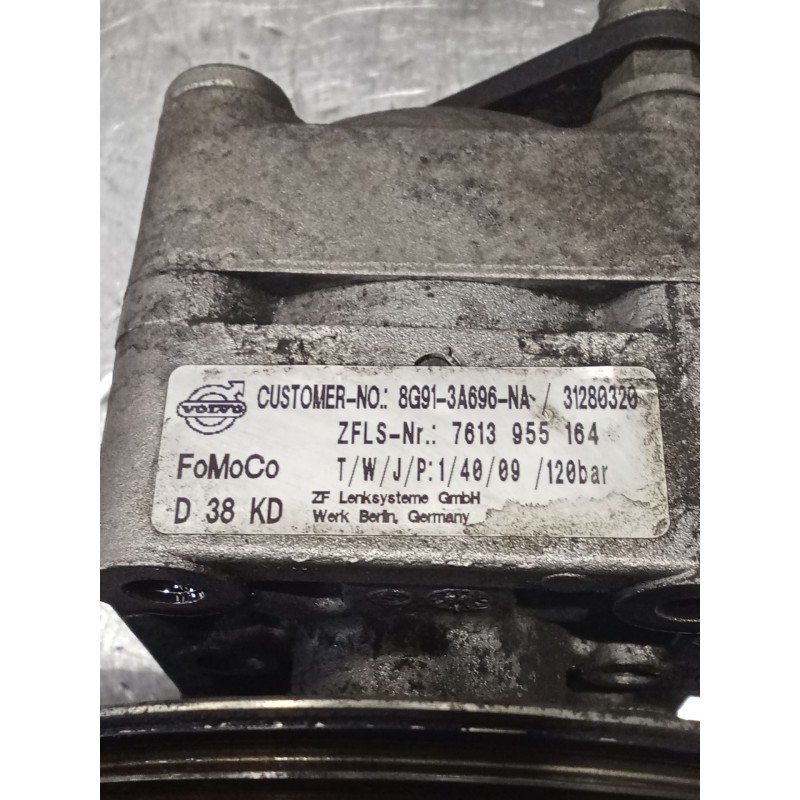 VOLVO CUSTOMER-NO.: 8G91-3A696-NA / 31280320
ZFLS-Nr.: 7613 955 164
FoMoCo T/W/J/P:1/40/09 /120bar
D 38 KD ZF Lenksysteme GmbH
Werk Berlin, Germany